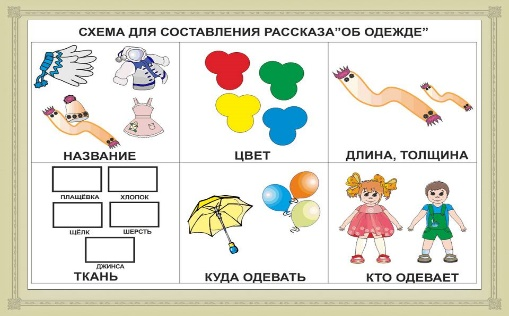 СХЕМА ДЛЯ СОСТАВЛЕНИЯ РАССКАЗА"ОБ ОДЕЖДЕ"
НАЗВАНИЕ
ЦВЕТ
ДЛИНА, ТОЛЩИНА
ПЛАЩЁВКА
ХЛОПОК
ЩЁЛК
ШЕРСТЬ
ДЖИНСА
ТКАНЬ
КУДА ОДЕВАТЬ
КТО ОДЕВАЕТ